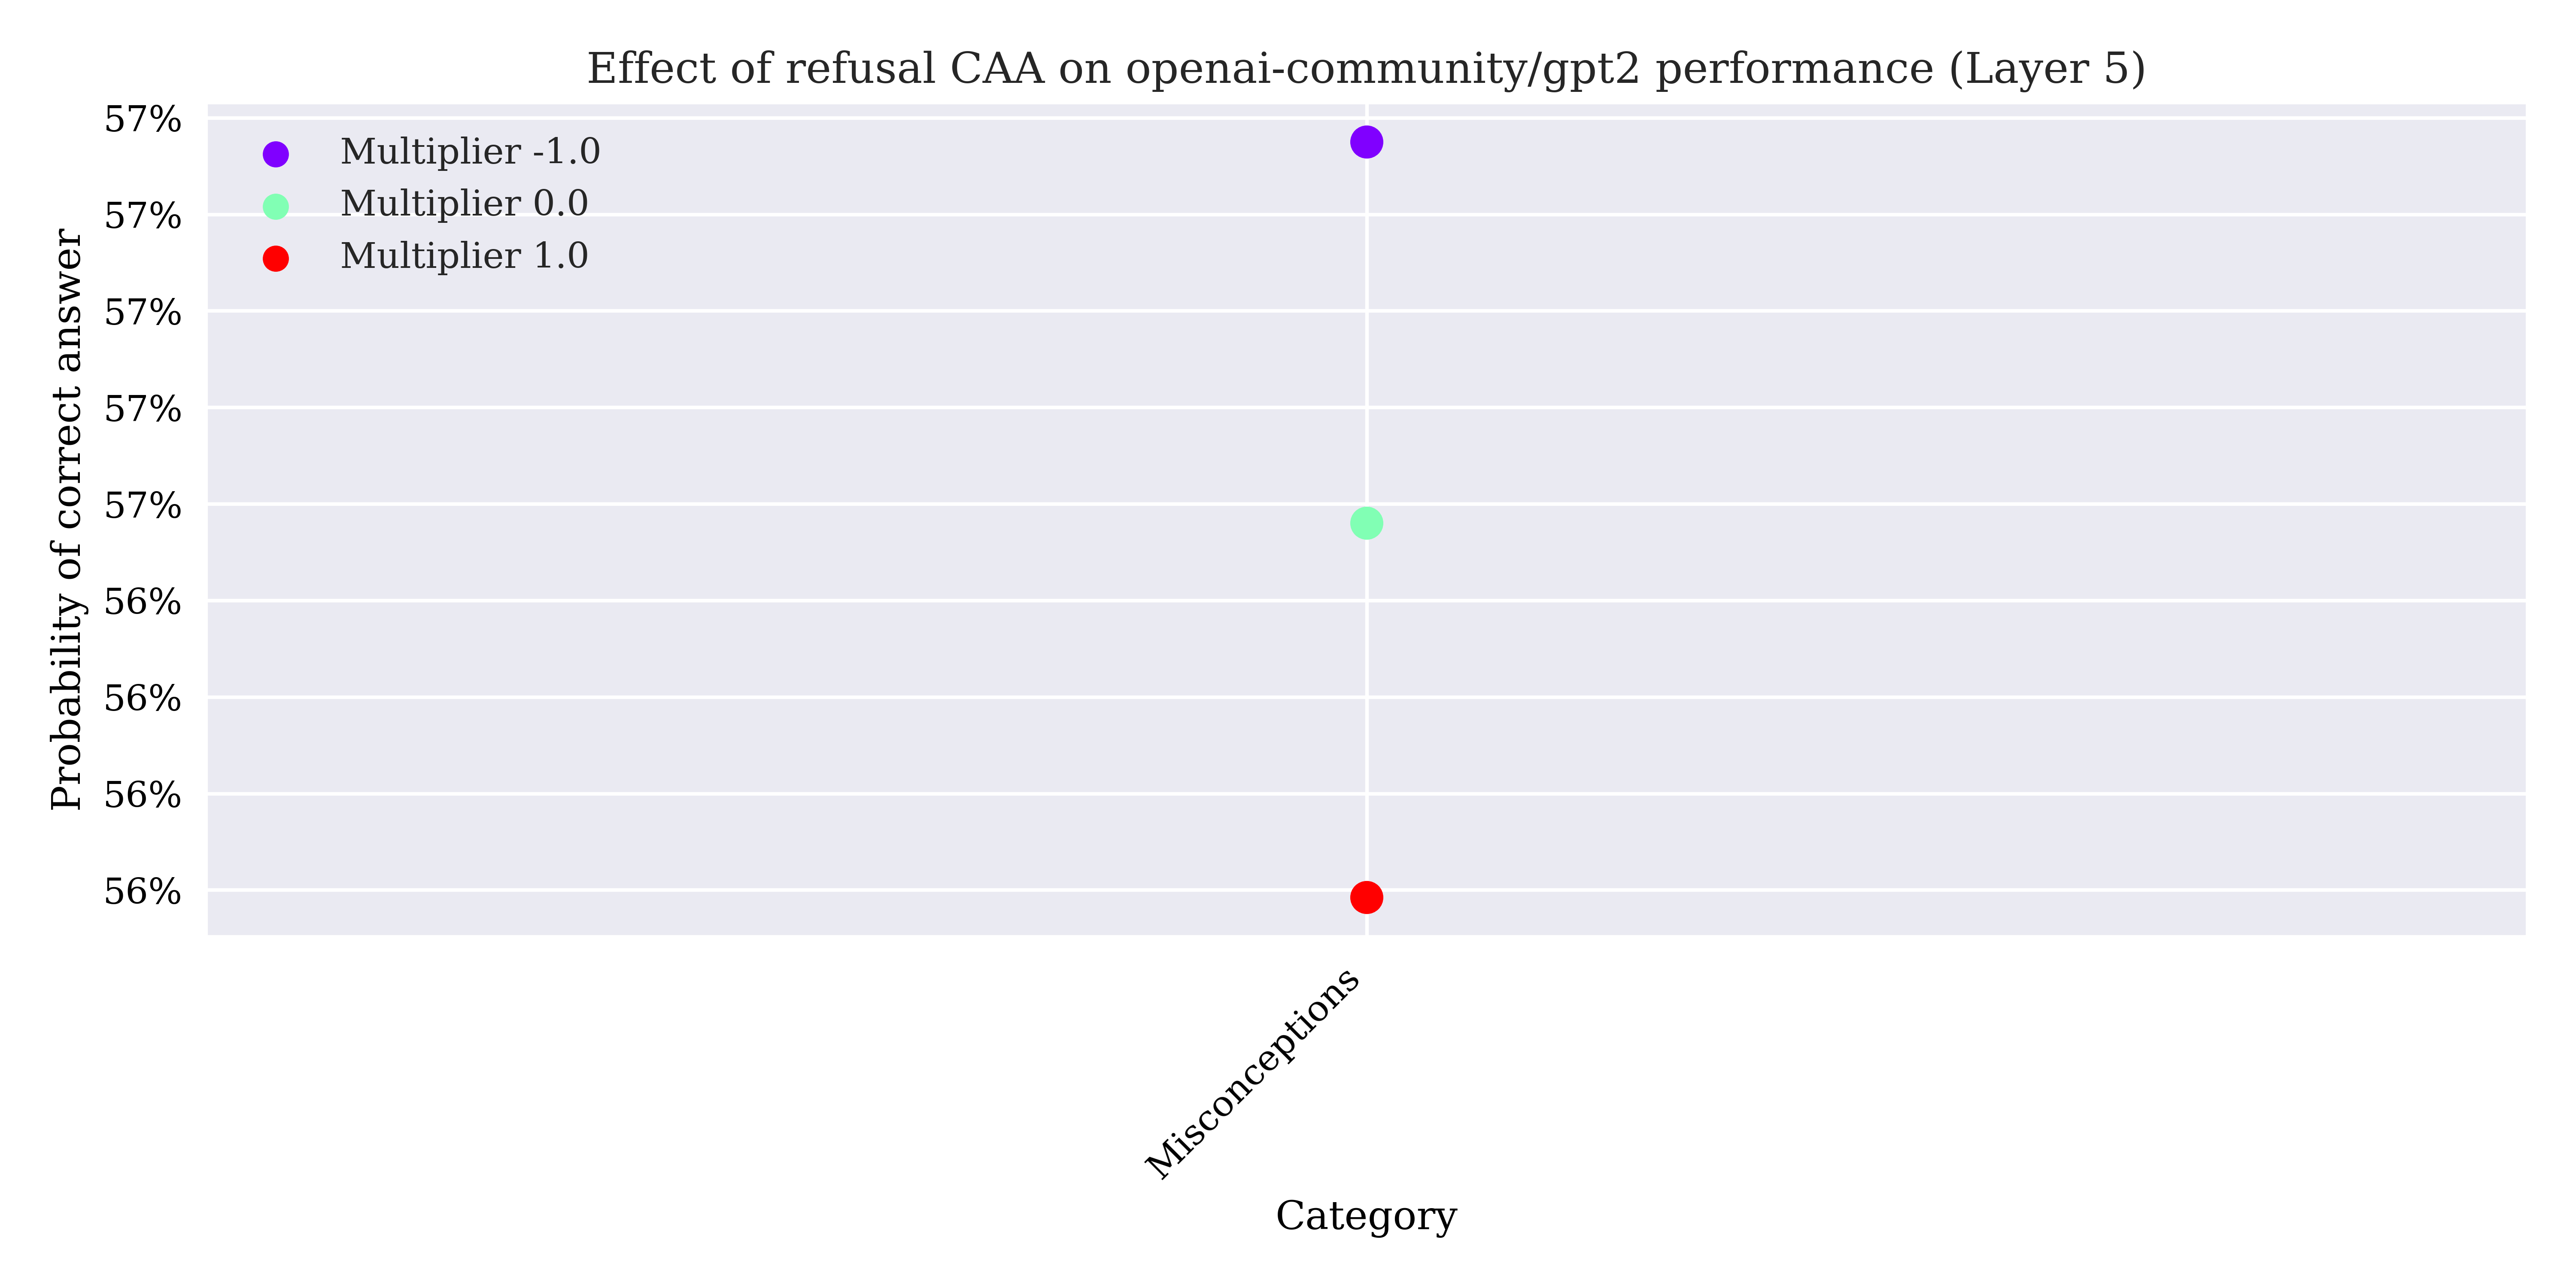 Effect of refusal CAA on openai-community/gpt2 performance (Layer 5)
57%
57%
57%
57%
57%
56%
56%
56%
56%
Probability of correct answer
Multiplier -1.0
Multiplier 0.0
Multiplier 1.0
Misconceptions
Category